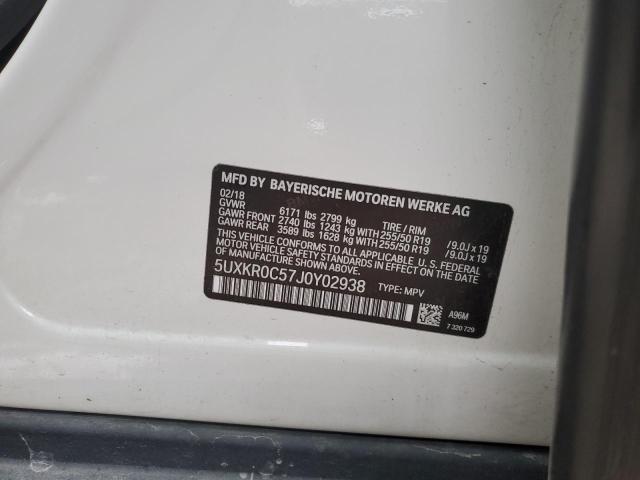 MFD BY BAYERISCHE MOTOREN WERKE AG
02/18
GVWR 6171 lbs 2799 kg TIRE / RIM
GAWR FRONT 2740 lbs 1243 kg WITH 255/50 R19 /9.0J x 19
GAWR REAR 3589 lbs 1628 kg WITH 255/50 R19 /9.0J x 19
THIS VEHICLE CONFORMS TO ALL APPLICABLE U.S. FEDERAL
MOTOR VEHICLE SAFETY STANDARDS IN EFFECT ON THE DATE
OF MANUFACTURE SHOWN ABOVE.
5UXKR0C57J0Y02938 TYPE: MPV
A96M
7 320 729